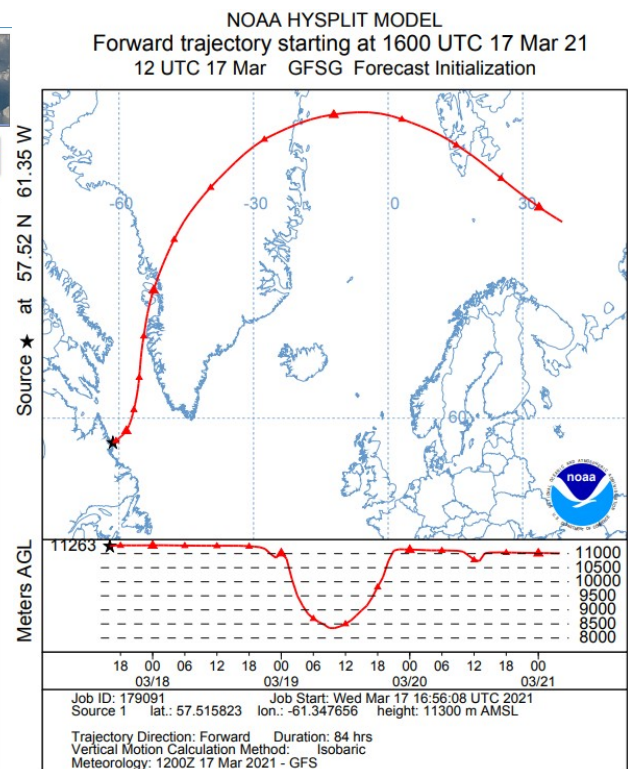 NOAA HYSPLIT MODEL
Forward trajectory starting at 1600 UTC 17 Mar 21
12 UTC 17 Mar GFSG Forecast Initialization
Source ★ at 57.52 N 61.35 W
-60
-30
0
30
60
noaa
Meters AGL
11263
11000
10500
10000
9500
9000
8500
8000
18 00 06 12 18 00 06 12 18 00 06 12 18 00
03/18 03/19 03/20 03/21
Job ID: 179091 Job Start: Wed Mar 17 16:56:08 UTC 2021
Source 1 lat.: 57.515823 lon.: -61.347656 height: 11300 m AMSL
Trajectory Direction: Forward Duration: 84 hrs
Vertical Motion Calculation Method: Isobaric
Meteorology: 1200Z 17 Mar 2021 - GFS